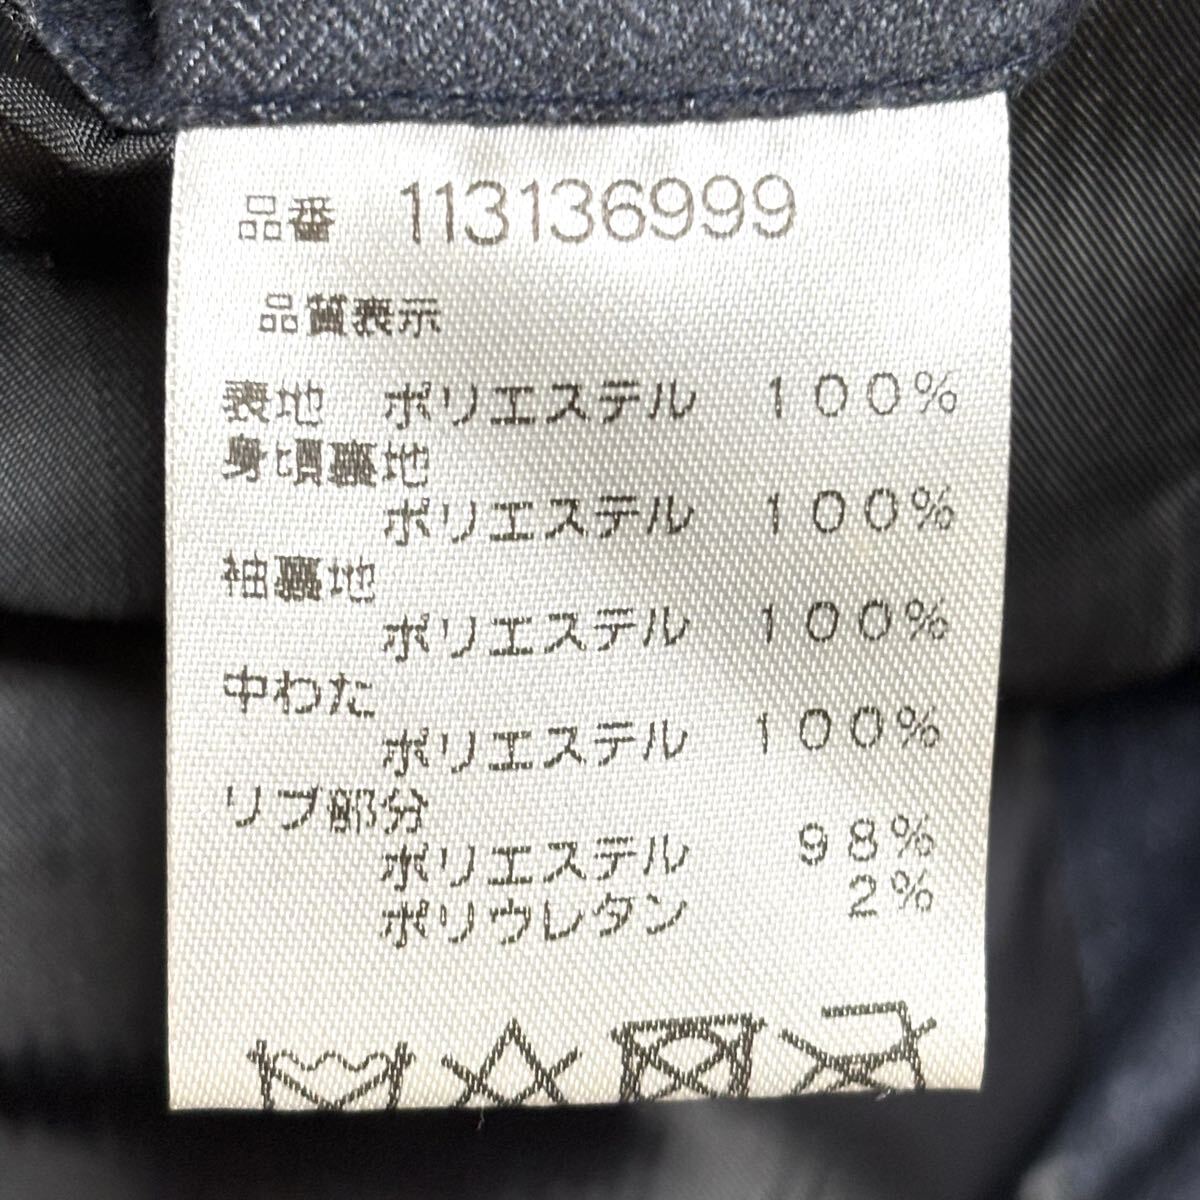 品番 113136999
品質表示
表地 ポリエステル 100%
身頃裏地
ポリエステル 100%
袖裏地
ポリエステル 100%
中わた
ポリエステル 100%
リブ部分
ポリエステル 98%
ポリウレタン 2%